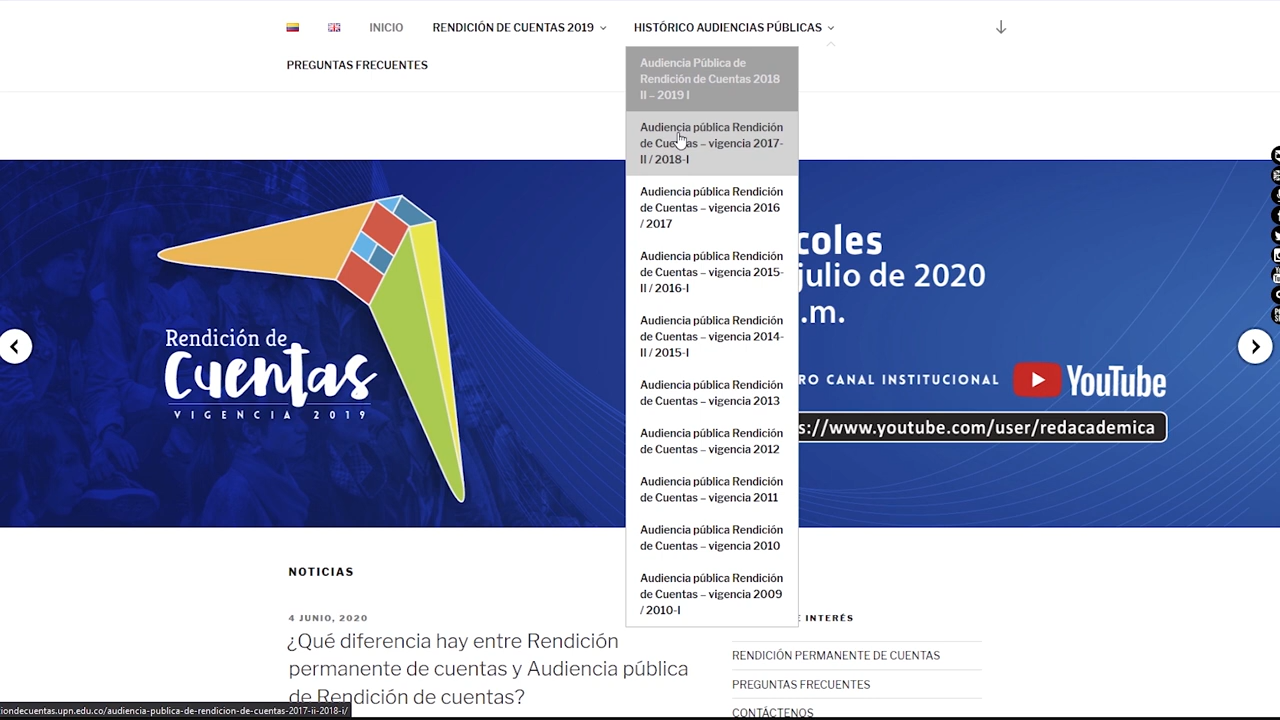 INICIO
RENDICIÓN DE CUENTAS 2019
HISTÓRICO AUDIENCIAS PÚBLICAS
PREGUNTAS FRECUENTES
Audiencia Pública de
Rendición de Cuentas 2018
II – 2019 I
Audiencia pública Rendición
de Cuentas – vigencia 2017-
II / 2018-I
Audiencia pública Rendición
de Cuentas – vigencia 2016
/ 2017
Audiencia pública Rendición
de Cuentas – vigencia 2015-
II / 2016-I
Audiencia pública Rendición
de Cuentas – vigencia 2014-
II / 2015-I
Audiencia pública Rendición
de Cuentas – vigencia 2013
Audiencia pública Rendición
de Cuentas – vigencia 2012
Audiencia pública Rendición
de Cuentas – vigencia 2011
Audiencia pública Rendición
de Cuentas – vigencia 2010
Audiencia pública Rendición
de Cuentas – vigencia 2009
/ 2010-I
Rendición de
Cuentas
VIGENCIA 2019
coles
julio de 2020
.m.
RO CANAL INSTITUCIONAL
YouTube
s://www.youtube.com/user/redacademica
NOTICIAS
4 JUNIO, 2020
¿Qué diferencia hay entre Rendición
permanente de cuentas y Audiencia pública
de Rendición de cuentas?
E INTERÉS
RENDICIÓN PERMANENTE DE CUENTAS
PREGUNTAS FRECUENTES
CONTÁCTENOS
iondecuentas.upn.edu.co/audiencia-publica-de-rendicion-de-cuentas-2017-ii-2018-i/